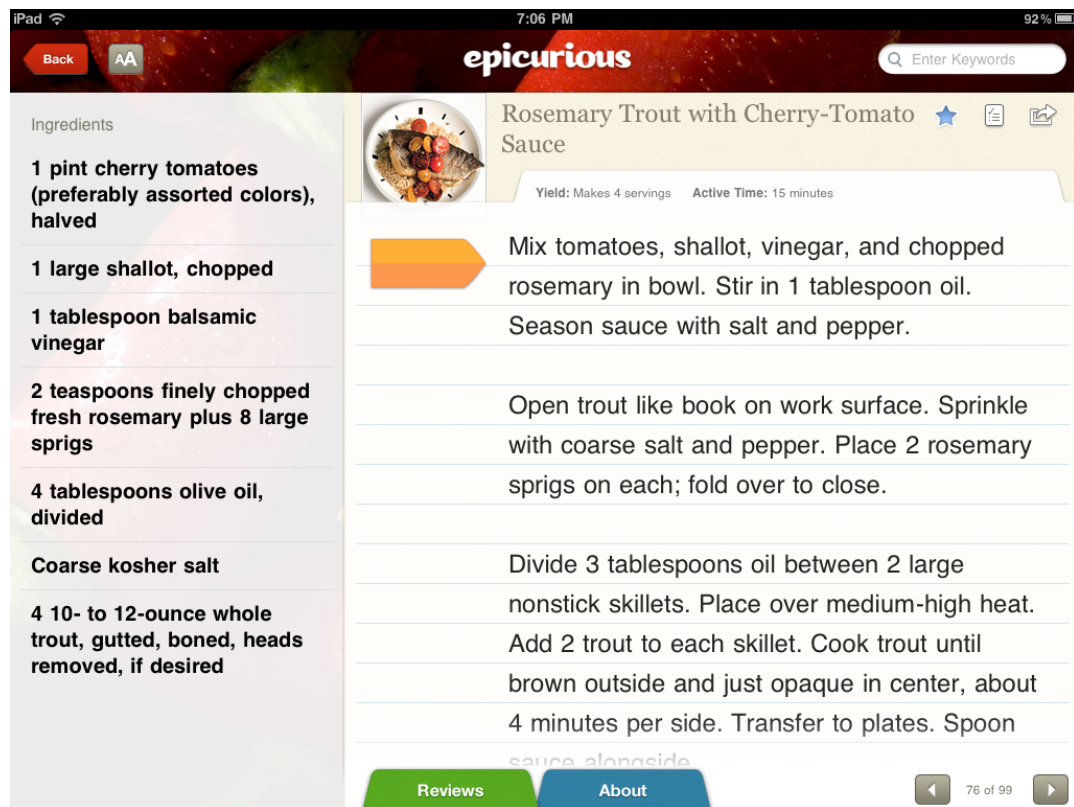 iPad 7:06 PM 92%
Back AA epicurious Enter Keywords
Ingredients
1 pint cherry tomatoes
(preferably assorted colors),
halved
1 large shallot, chopped
1 tablespoon balsamic
vinegar
2 teaspoons finely chopped
fresh rosemary plus 8 large
sprigs
4 tablespoons olive oil,
divided
Coarse kosher salt
4 10- to 12-ounce whole
trout, gutted, boned, heads
removed, if desired
Rosemary Trout with Cherry-Tomato
Sauce
Yield: Makes 4 servings Active Time: 15 minutes
Mix tomatoes, shallot, vinegar, and chopped
rosemary in bowl. Stir in 1 tablespoon oil.
Season sauce with salt and pepper.
Open trout like book on work surface. Sprinkle
with coarse salt and pepper. Place 2 rosemary
sprigs on each; fold over to close.
Divide 3 tablespoons oil between 2 large
nonstick skillets. Place over medium-high heat.
Add 2 trout to each skillet. Cook trout until
brown outside and just opaque in center, about
4 minutes per side. Transfer to plates. Spoon
sauce alongside
Reviews About 76 of 99